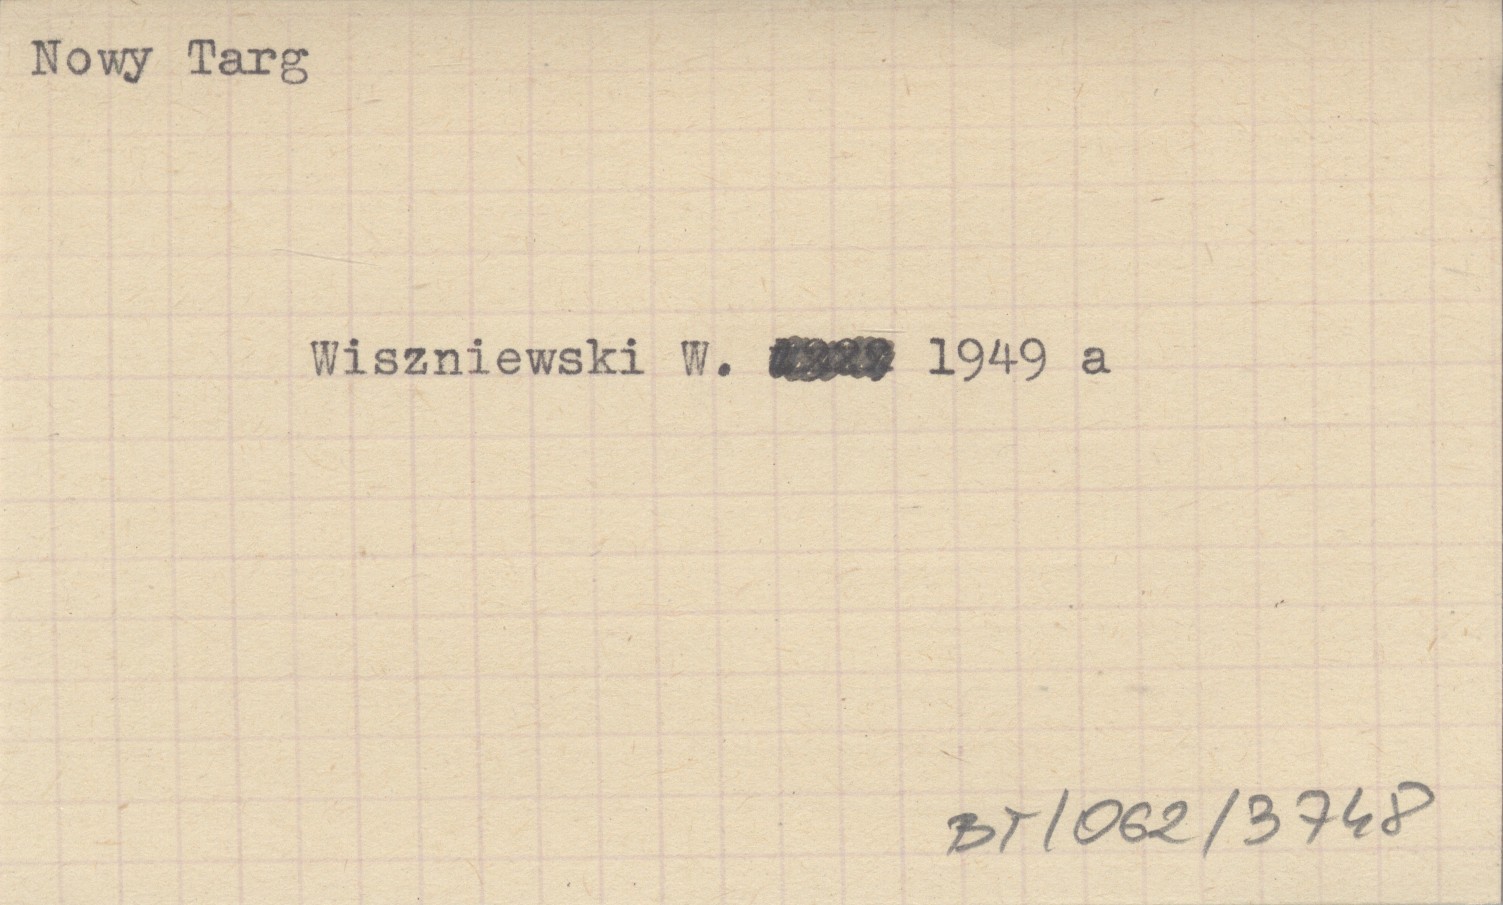 Nowy Targ
Wiszniewski W. 1949 a
BT/062/3748